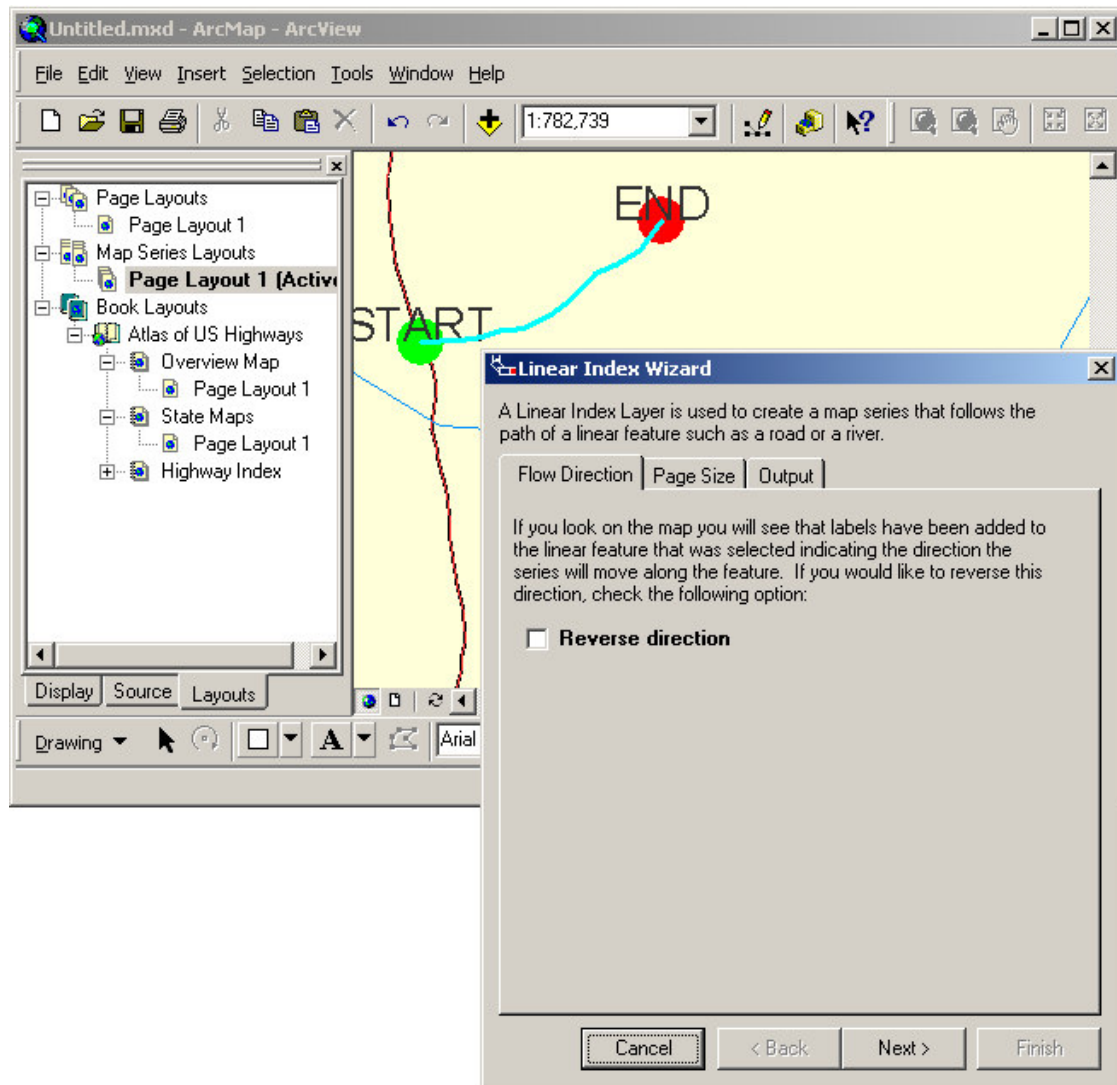 Untitled.mxd - ArcMap - ArcView
File Edit View Insert Selection Tools Window Help
1:782,739
Page Layouts
Page Layout 1
Map Series Layouts
Page Layout 1 (Active
Book Layouts
Atlas of US Highways
Overview Map
Page Layout 1
State Maps
Page Layout 1
Highway Index
Display Source Layouts
END
START
Drawing A Arial
Linear Index Wizard
A Linear Index Layer is used to create a map series that follows the
path of a linear feature such as a road or a river.
Flow Direction Page Size Output
If you look on the map you will see that labels have been added to
the linear feature that was selected indicating the direction the
series will move along the feature. If you would like to reverse this
direction, check the following option:
Reverse direction
Cancel < Back Next > Finish